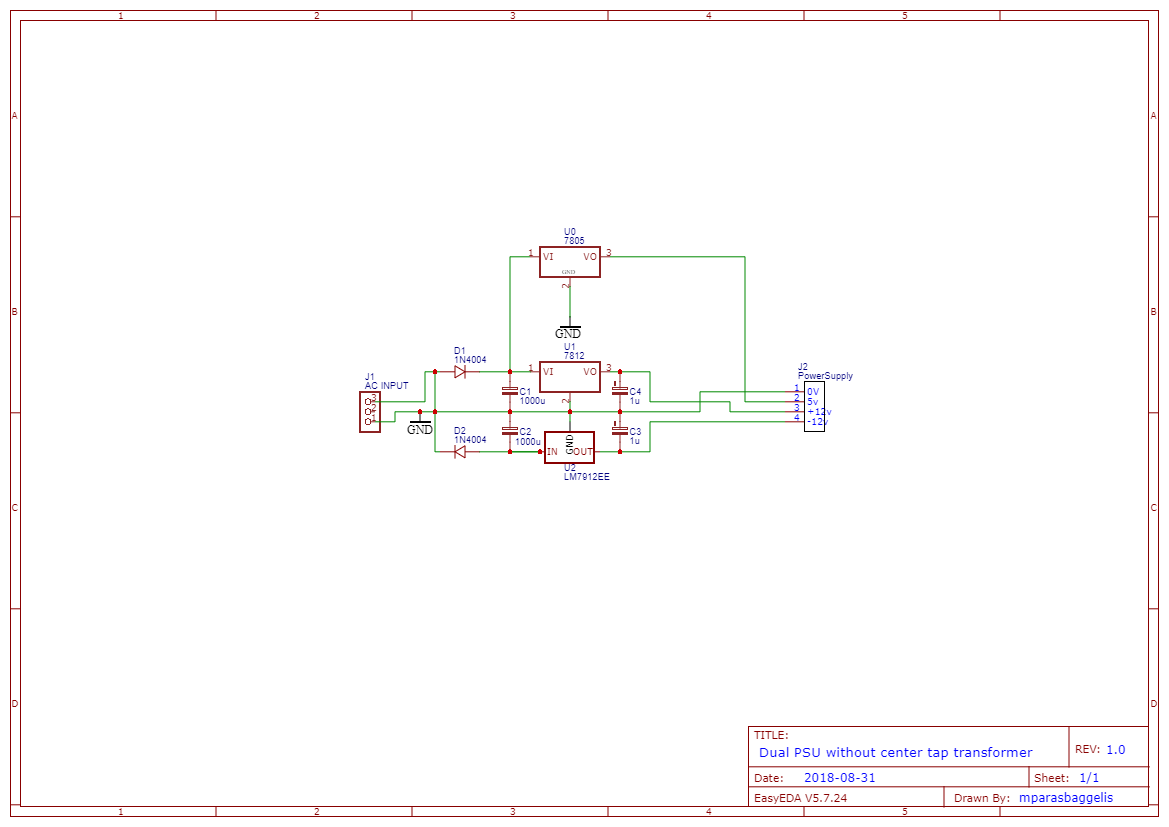 1 2 3 4 5
A A
B B
C C
D D
U0
7805
1 VI VO 3
GND
2
GND
U1
7812
1 VI VO 3
2
D1
1N4004
J1
AC INPUT
3
2
1
GND
C1
1000u
C4
1u
J2
PowerSupply
1 0V
2 5v
3 +12v
4 -12v
D2
1N4004
C2
1000u
C3
1u
GND
IN OUT
U2
LM7912EE
TITLE:
Dual PSU without center tap transformer
REV: 1.0
Date: 2018-08-31
Sheet: 1/1
EasyEDA V5.7.24
Drawn By: mparasbaggelis
1 2 3 4 5